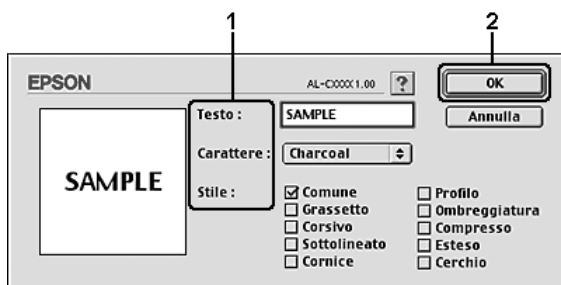 1 2
EPSON AL-CXXX 1.00 ? OK
Testo : SAMPLE Annulla
Carattere : Charcoal
SAMPLE
Stile : Comune Profilo
Grassetto Ombreggiatura
Corsivo Compresso
Sottolineato Esteso
Cornice Cerchio